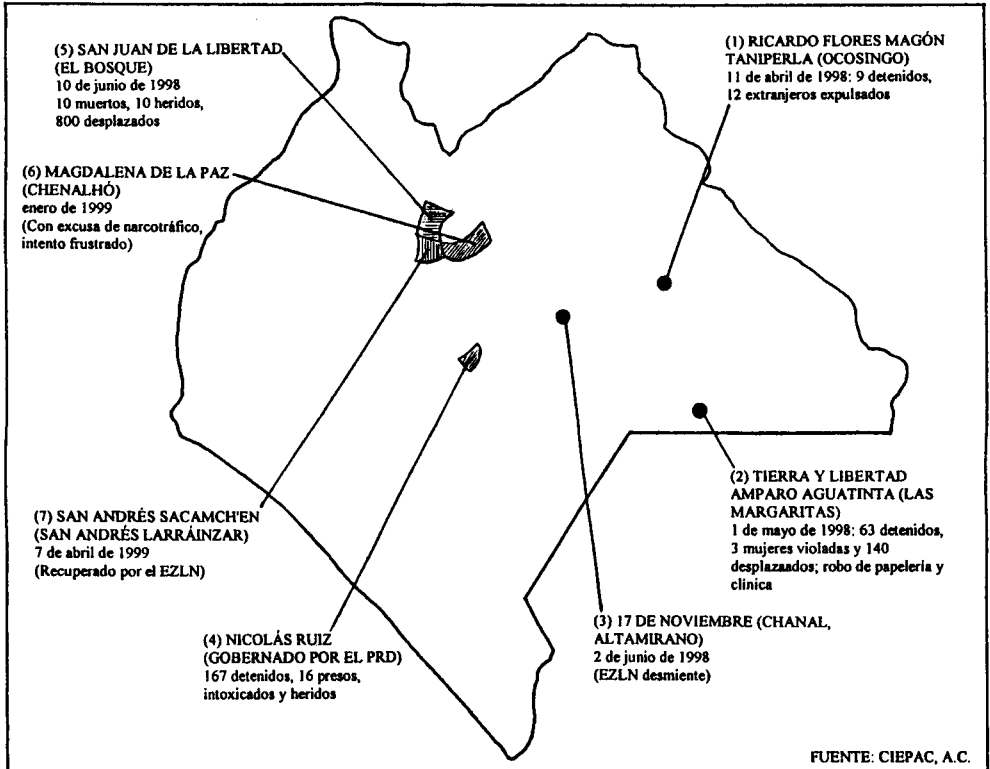 (5) SAN JUAN DE LA LIBERTAD
(EL BOSQUE)
10 de junio de 1998
10 muertos, 10 heridos,
800 desplazados
(1) RICARDO FLORES MAGÓN
TANIPERLA (OCOSINGO)
11 de abril de 1998: 9 detenidos,
12 extranjeros expulsados
(6) MAGDALENA DE LA PAZ
(CHENALHÓ)
enero de 1999
(Con excusa de narcotráfico,
intento frustrado)
(2) TIERRA Y LIBERTAD
AMPARO AGUATINTA (LAS
MARGARITAS)
1 de mayo de 1998: 63 detenidos,
3 mujeres violadas y 140
desplazaados; robo de papelería y
clínica
(7) SAN ANDRÉS SACAMCH'EN
(SAN ANDRÉS LARRÁINZAR)
7 de abril de 1999
(Recuperado por el EZLN)
(3) 17 DE NOVIEMBRE (CHANAL,
ALTAMIRANO)
2 de junio de 1998
(EZLN desmiente)
(4) NICOLÁS RUIZ
(GOBERNADO POR EL PRD)
167 detenidos, 16 presos,
intoxicados y heridos
FUENTE: CIEPAC, A.C.